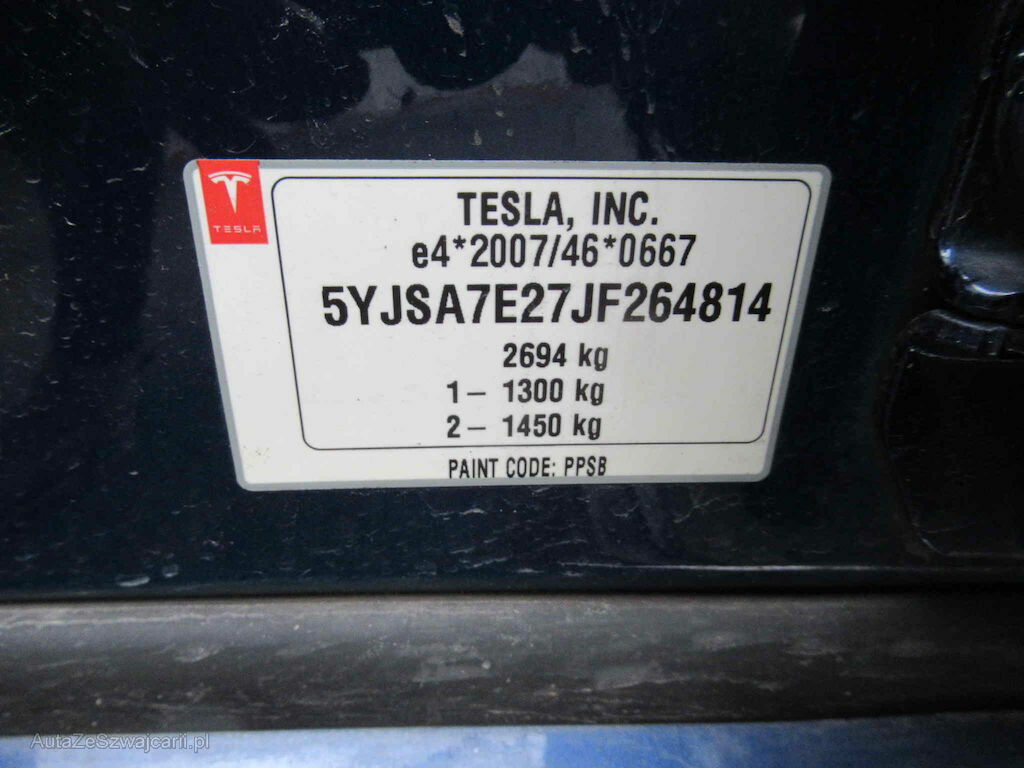 TESLA
TESLA, INC.
e4*2007/46*0667
5YJSA7E27JF264814
2694 kg
1- 1300 kg
2- 1450 kg
PAINT CODE: PPSB
AutaZeSzwajcarii.pl